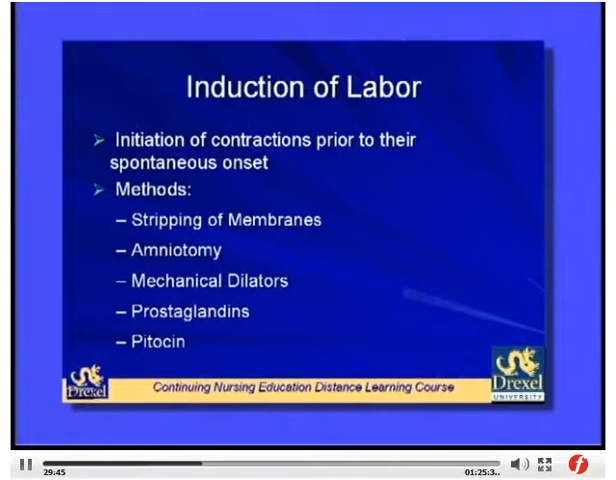 Induction of Labor
➢ Initiation of contractions prior to their
spontaneous onset
➢ Methods:
– Stripping of Membranes
– Amniotomy
– Mechanical Dilators
– Prostaglandins
– Pitocin
Drexel
Continuing Nursing Education Distance Learning Course
Drexel
UNIVERSITY
29:45
01:25:3..